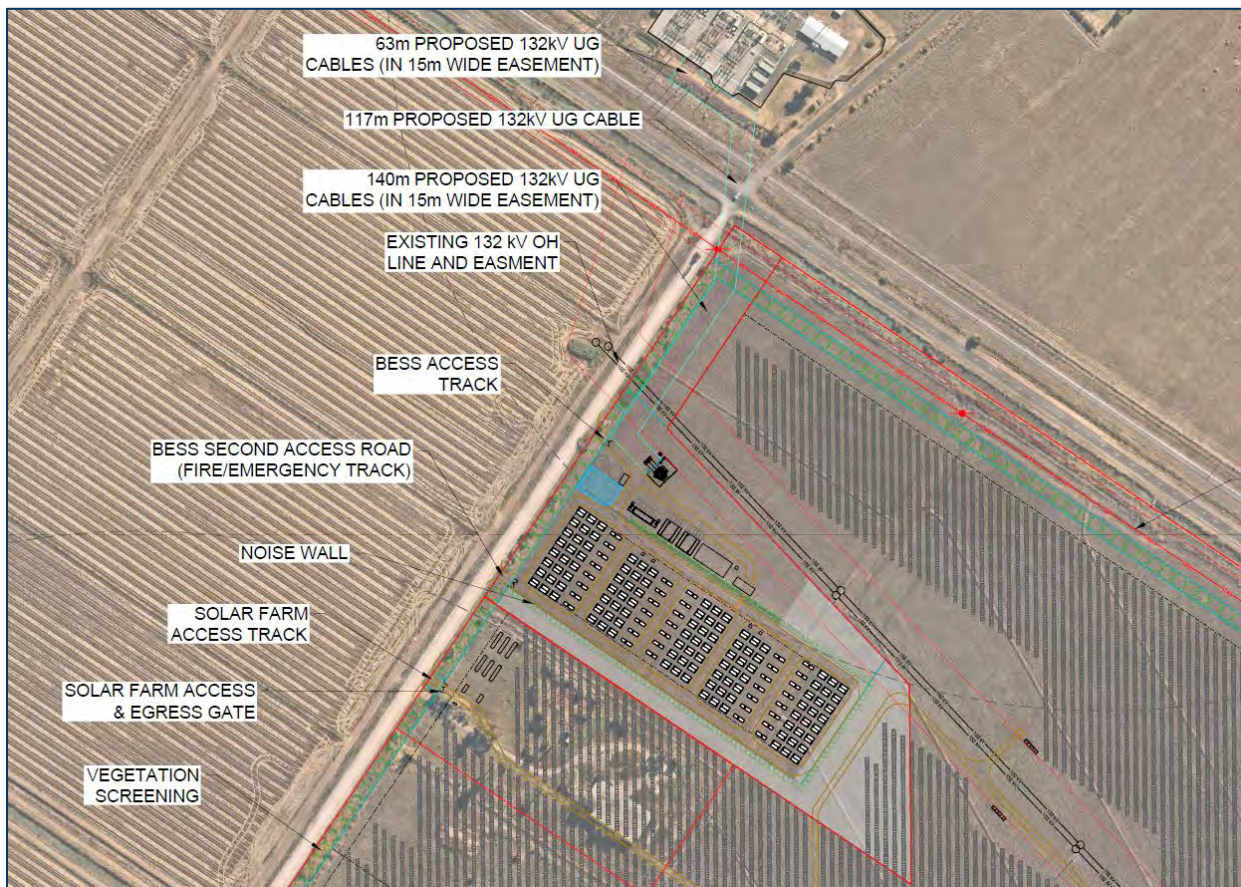 63m PROPOSED 132kV UG
CABLES (IN 15m WIDE EASEMENT)
117m PROPOSED 132kV UG CABLE
140m PROPOSED 132kV UG
CABLES (IN 15m WIDE EASEMENT)
EXISTING 132 kV OH
LINE AND EASMENT
BESS ACCESS
TRACK
BESS SECOND ACCESS ROAD
(FIRE/EMERGENCY TRACK)
NOISE WALL
SOLAR FARM
ACCESS TRACK
SOLAR FARM ACCESS
& EGRESS GATE
VEGETATION
SCREENING